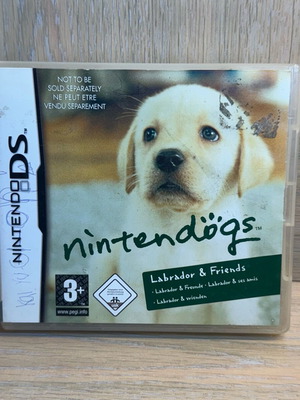 NOT TO BE
SOLD SEPARATELY
NE PEUT ETRE
VENDU SEPAREMENT
NINTENDO DS
nintendögs™
Labrador & Friends
· Labrador & Freunde · Labrador & ses amis
· Labrador & vrienden
3+
www.pegi.info